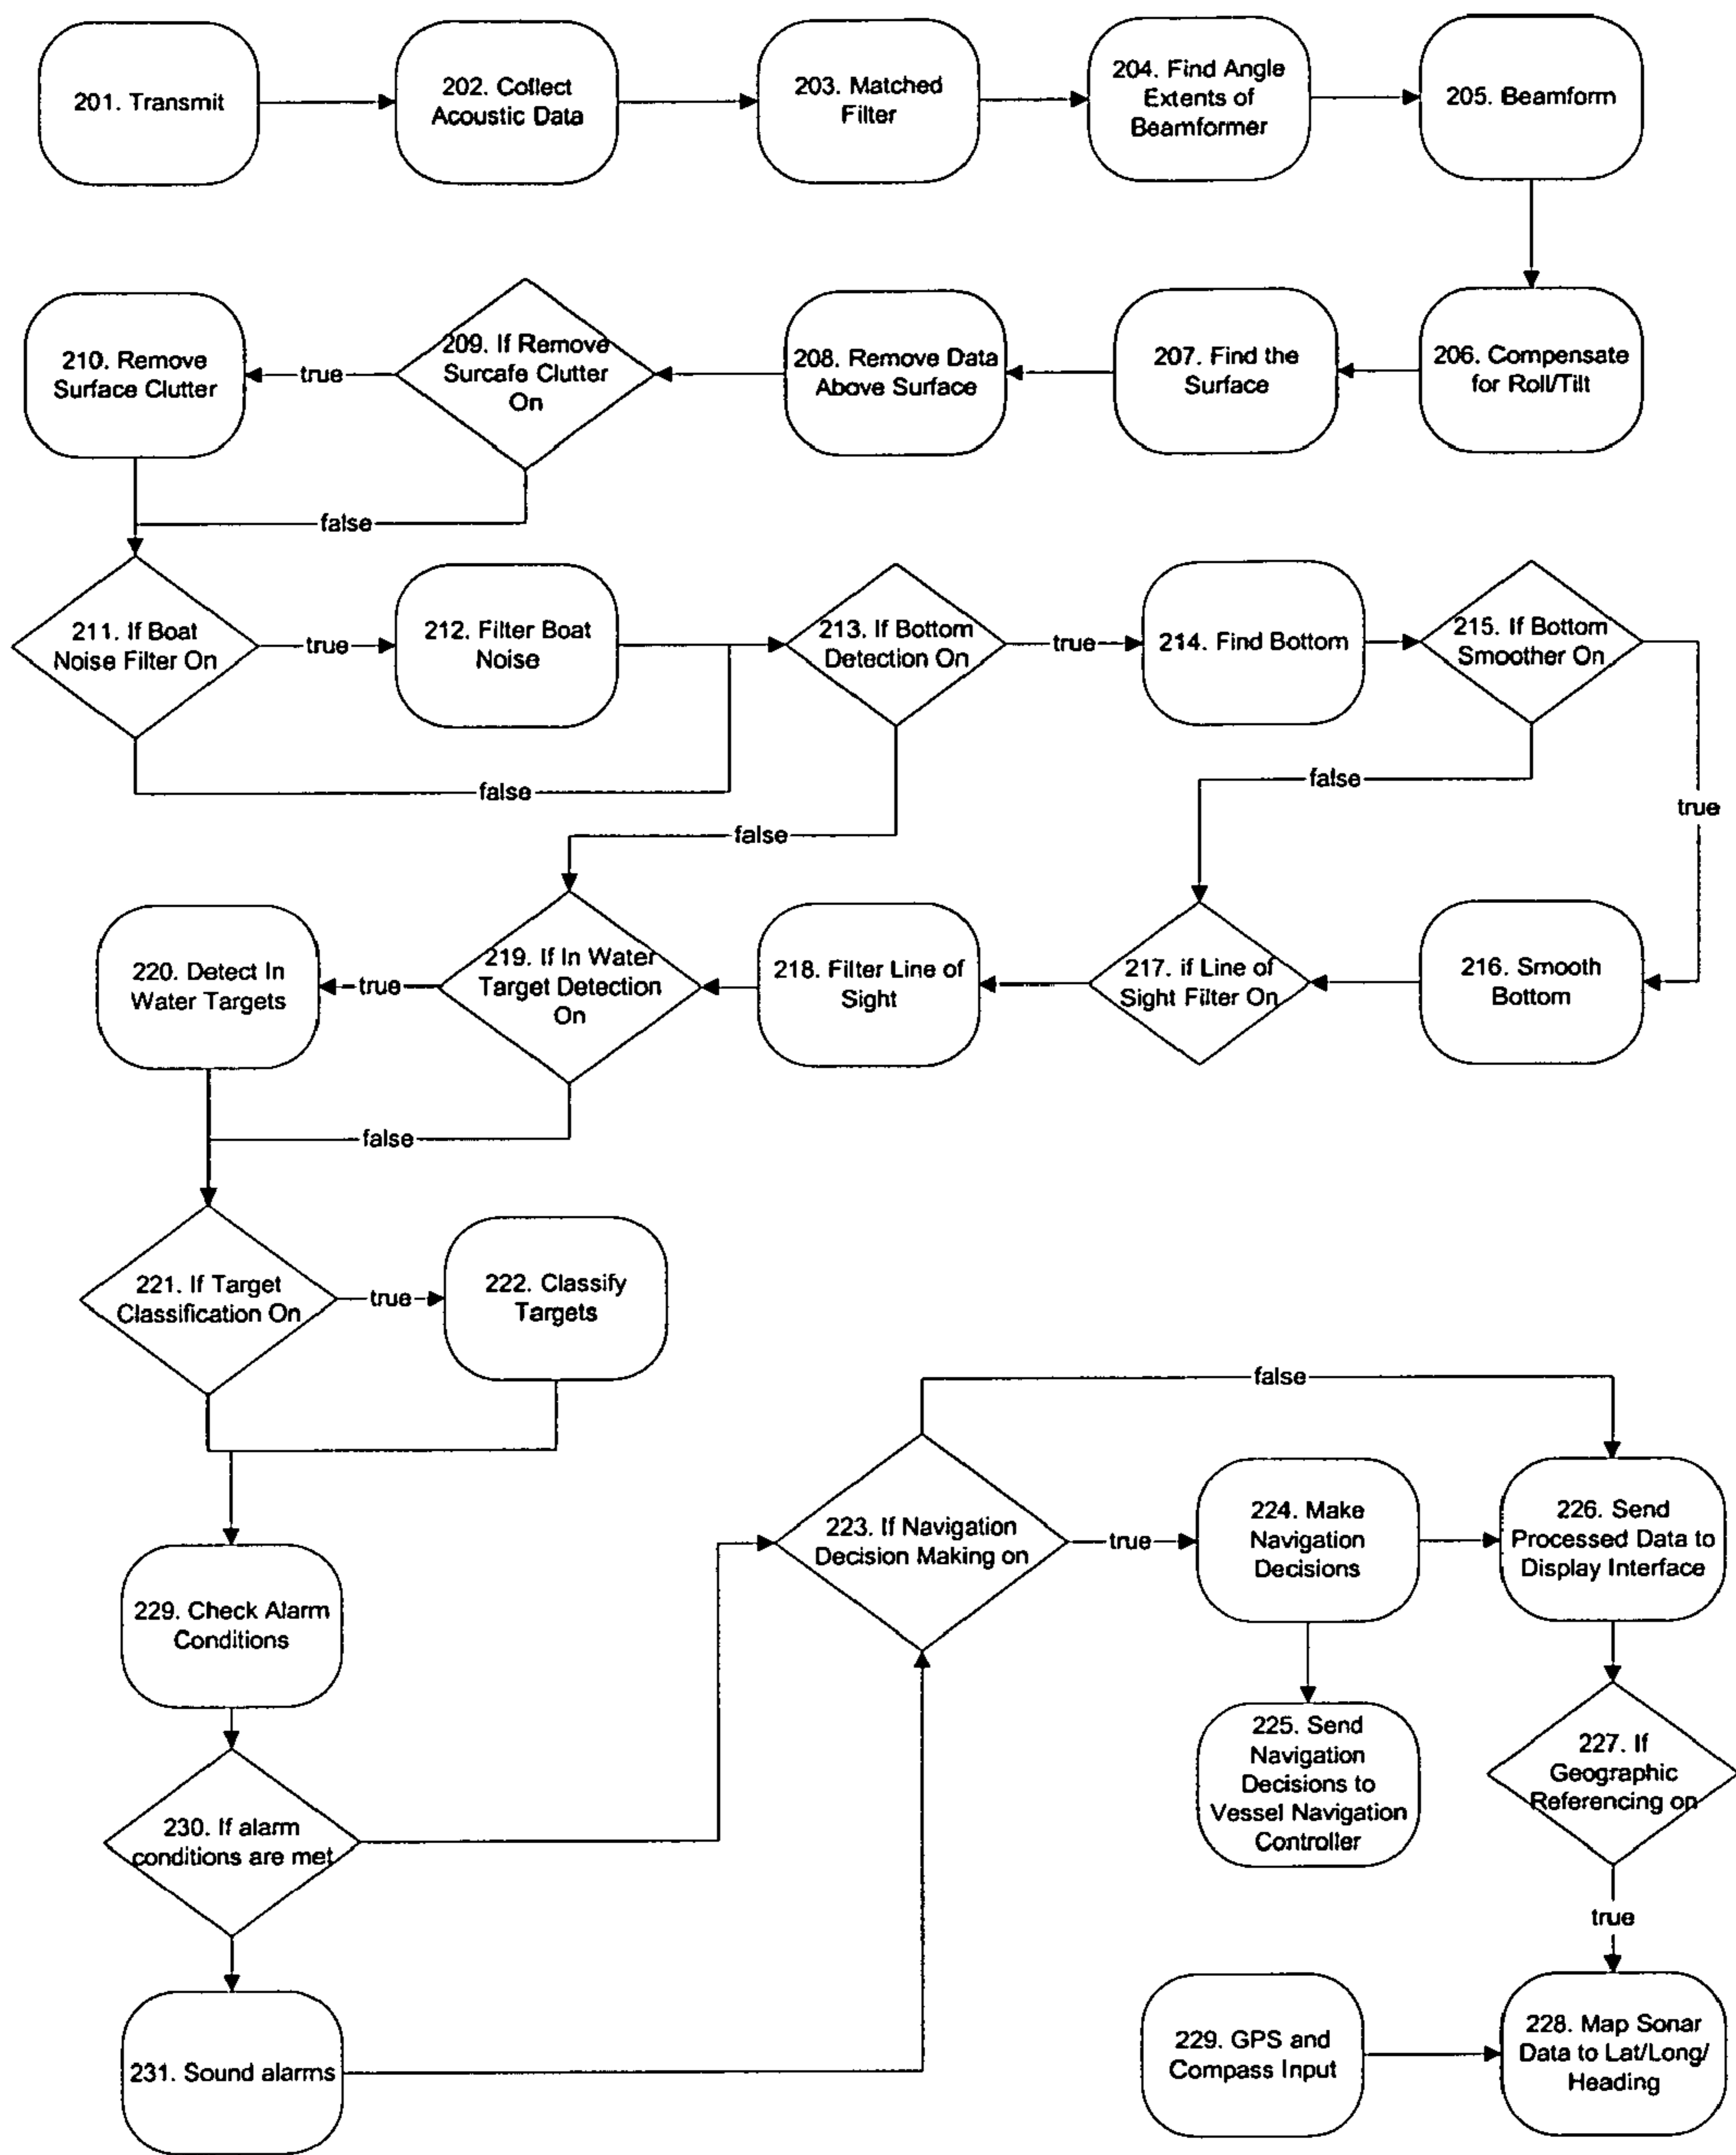 201. Transmit
202. Collect
Acoustic Data
203. Matched
Filter
204. Find Angle
Extents of
Beamformer
205. Beamform
210. Remove
Surface Clutter
true
209. If Remove
Surcafe Clutter
On
208. Remove Data
Above Surface
207. Find the
Surface
206. Compensate
for Roll/Tilt
false
211. If Boat
Noise Filter On
true
212. Filter Boat
Noise
213. If Bottom
Detection On
true
214. Find Bottom
215. If Bottom
Smoother On
false
false
true
false
220. Detect In
Water Targets
true
219. If In Water
Target Detection
On
218. Filter Line of
Sight
217. if Line of
Sight Filter On
216. Smooth
Bottom
false
221. If Target
Classification On
true
222. Classify
Targets
false
223. If Navigation
Decision Making on
true
224. Make
Navigation
Decisions
226. Send
Processed Data to
Display Interface
229. Check Alarm
Conditions
225. Send
Navigation
Decisions to
Vessel Navigation
Controller
227. If
Geographic
Referencing on
230. If alarm
conditions are met
true
231. Sound alarms
229. GPS and
Compass Input
228. Map Sonar
Data to Lat/Long/
Heading